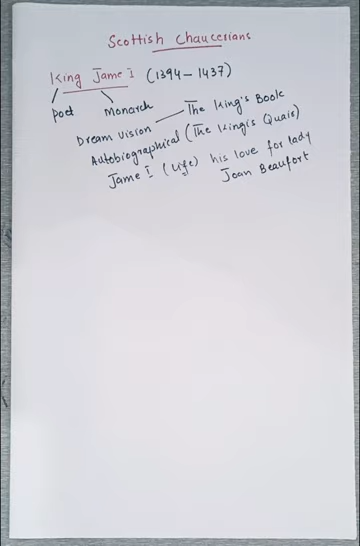 Scottish Chaucerians
King Jame I (1394-1437)
Poet Monarch
Dream Vision — The King's Book
Autobiographical (The King's Quair)
Jame I (Life) his love for lady
Joan Beaufort